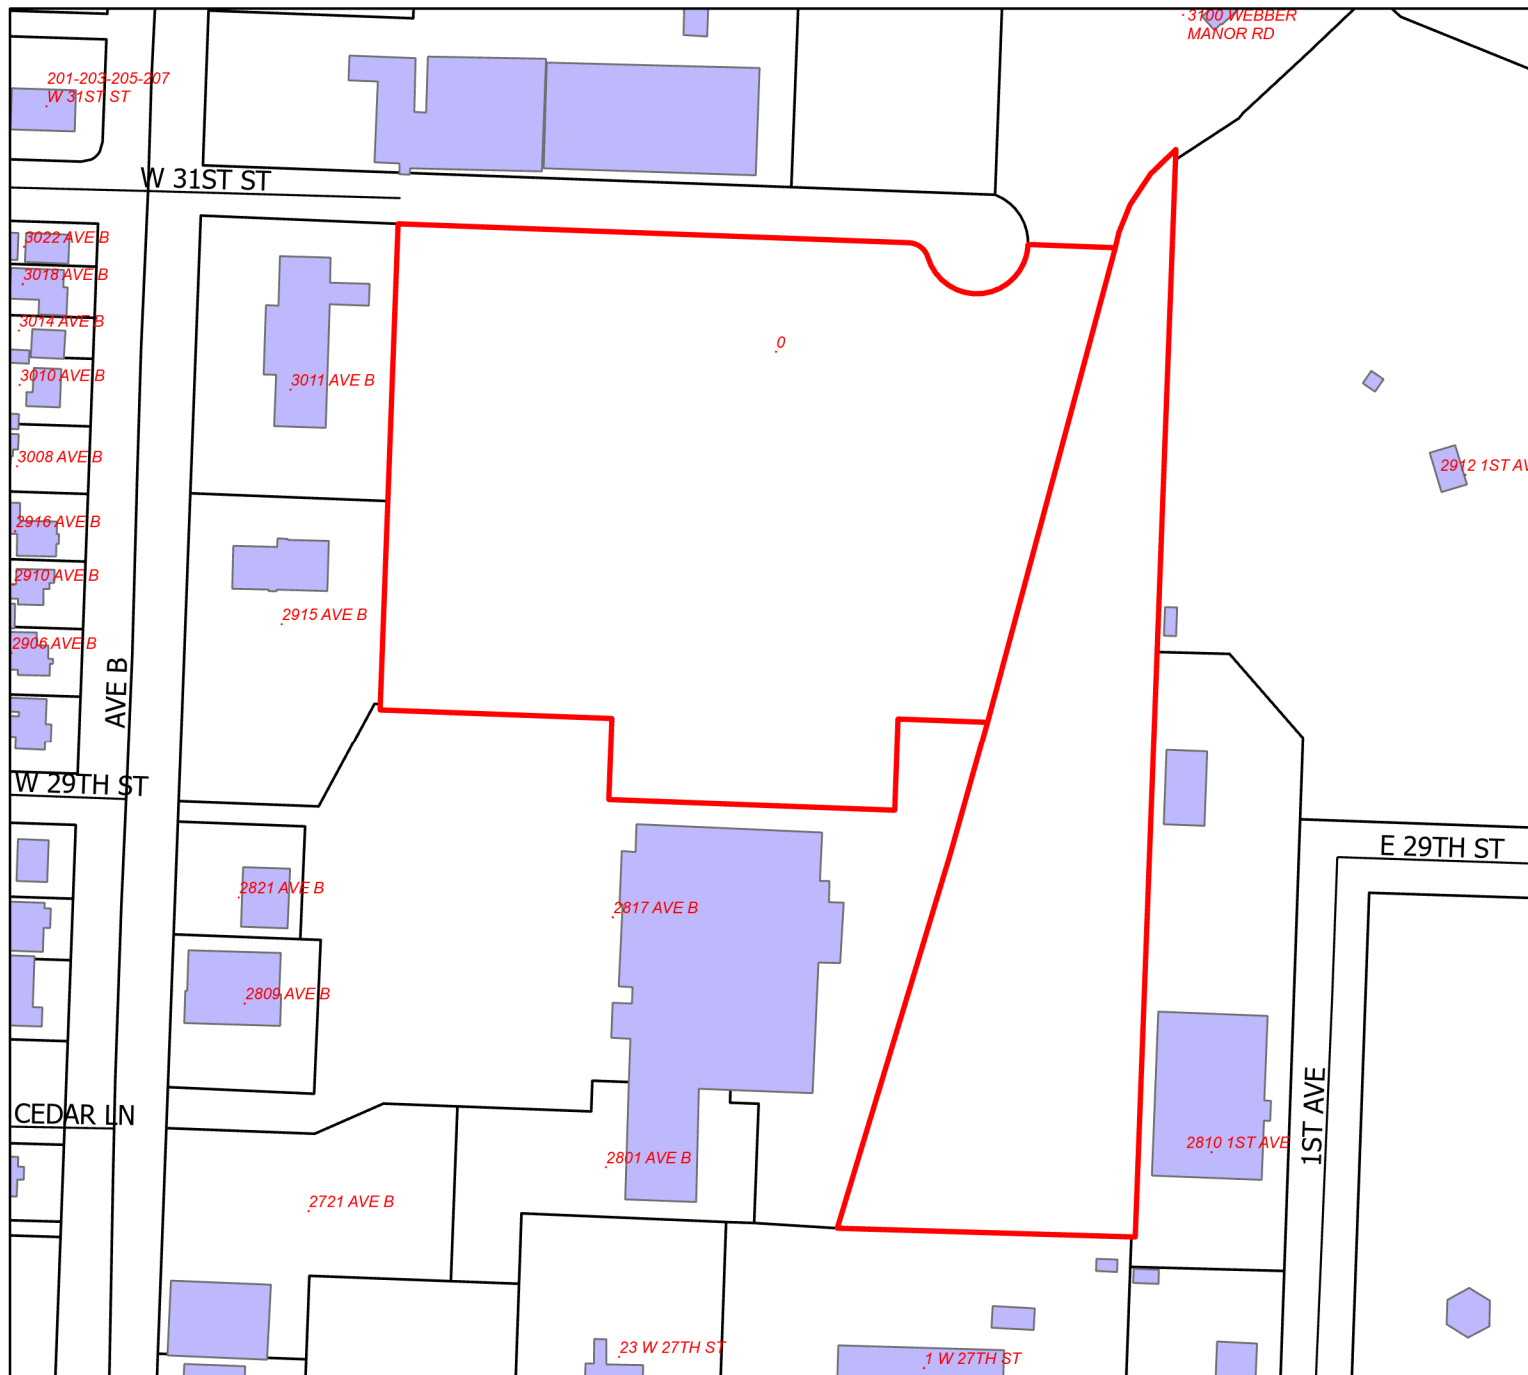 3100 WEBBER
MANOR RD
201-203-205-207
W 31ST ST
W 31ST ST
3022 AVE B
3018 AVE B
3014 AVE B
0
3010 AVE B
3011 AVE B
3008 AVE B
2912 1ST AV
2916 AVE B
2910 AVE B
2915 AVE B
2906 AVE B
AVE B
W 29TH ST
E 29TH ST
2821 AVE B
2817 AVE B
2809 AVE B
CEDAR LN
1ST AVE
2810 1ST AVE
2801 AVE B
2721 AVE B
23 W 27TH ST
1 W 27TH ST